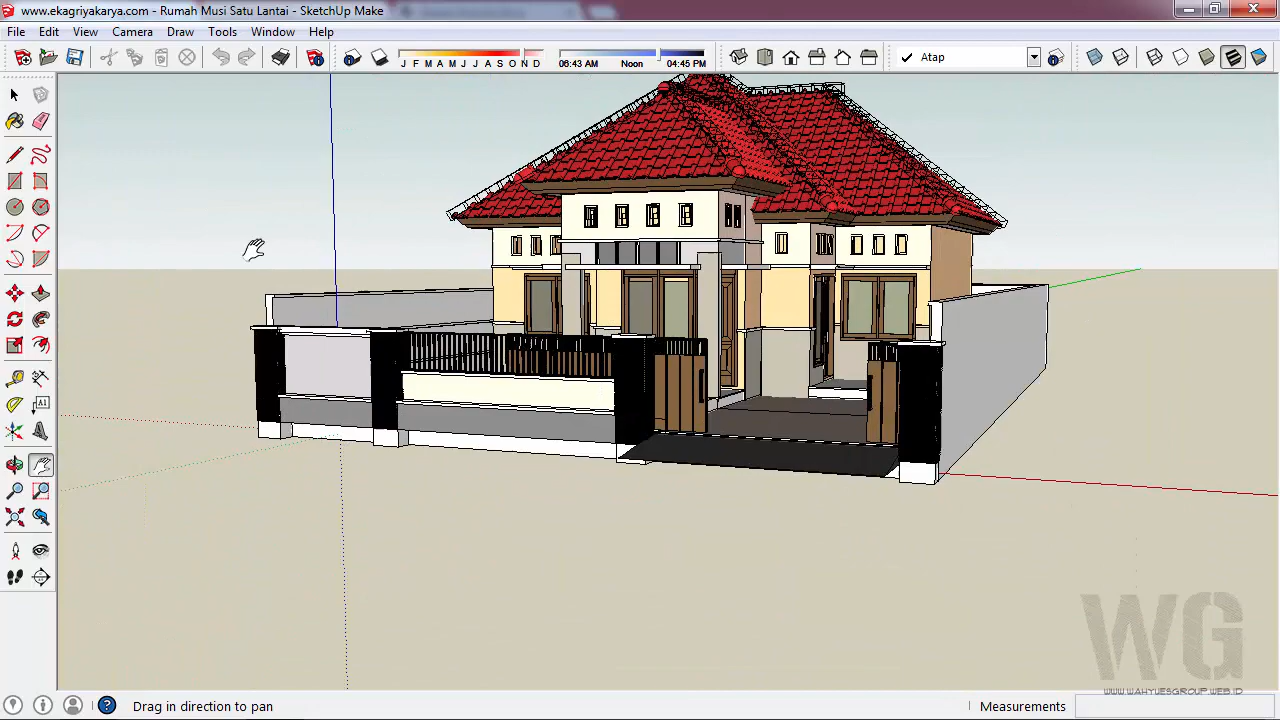 www.ekagriyakarya.com - Rumah Musi Satu Lantai - SketchUp Make
File Edit View Camera Draw Tools Window Help
J F M A M J J A S O N D
06:43 AM Noon 04:45 PM
Atap
A1
WG
WWW.WAHYUESGROUP.WEB.ID
Drag in direction to pan
Measurements